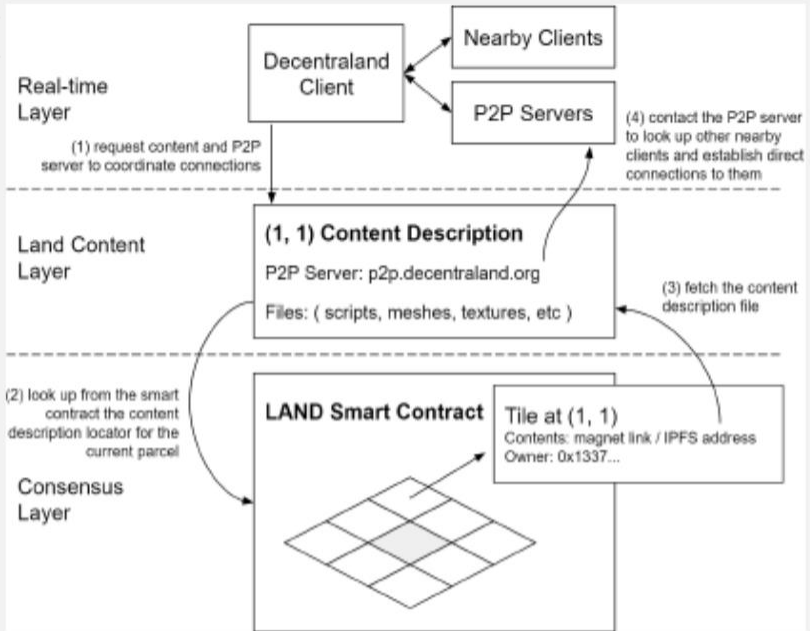 Decentraland
Client
Nearby Clients
P2P Servers
Real-time
Layer
(1) request content and P2P
server to coordinate connections
(4) contact the P2P server
to look up other nearby
clients and establish direct
connections to them
Land Content
Layer
(1, 1) Content Description
P2P Server: p2p.decentraland.org
Files: ( scripts, meshes, textures, etc )
(3) fetch the content
description file
(2) look up from the smart
contract the content
description locator for the
current parcel
Consensus
Layer
LAND Smart Contract
Tile at (1, 1)
Contents: magnet link / IPFS address
Owner: 0x1337...